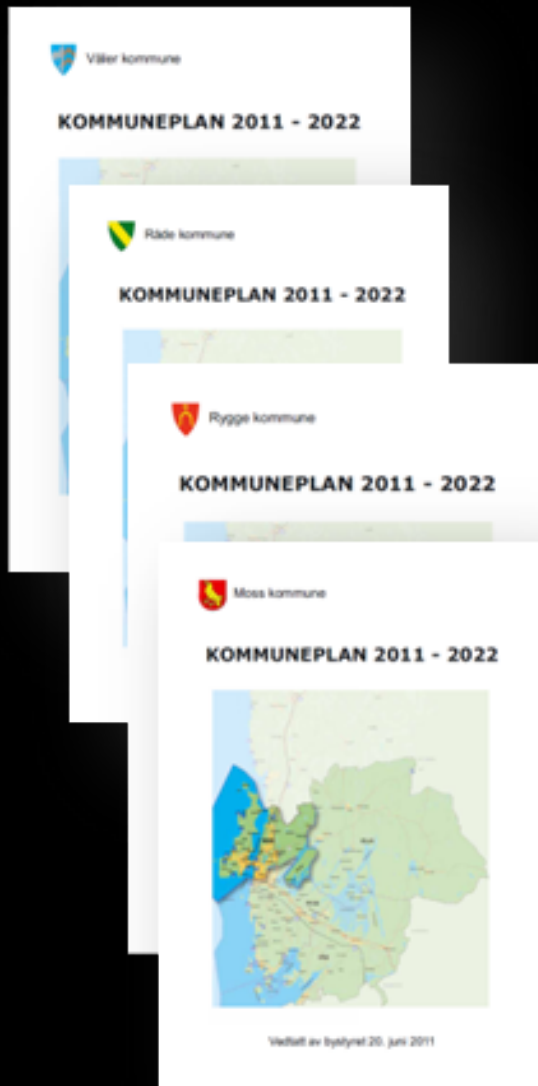 Våler kommune
KOMMUNEPLAN 2011 - 2022
Råde kommune
KOMMUNEPLAN 2011 - 2022
Rygge kommune
KOMMUNEPLAN 2011 - 2022
Moss kommune
KOMMUNEPLAN 2011 - 2022
Vedtatt av bystyret 20. juni 2011